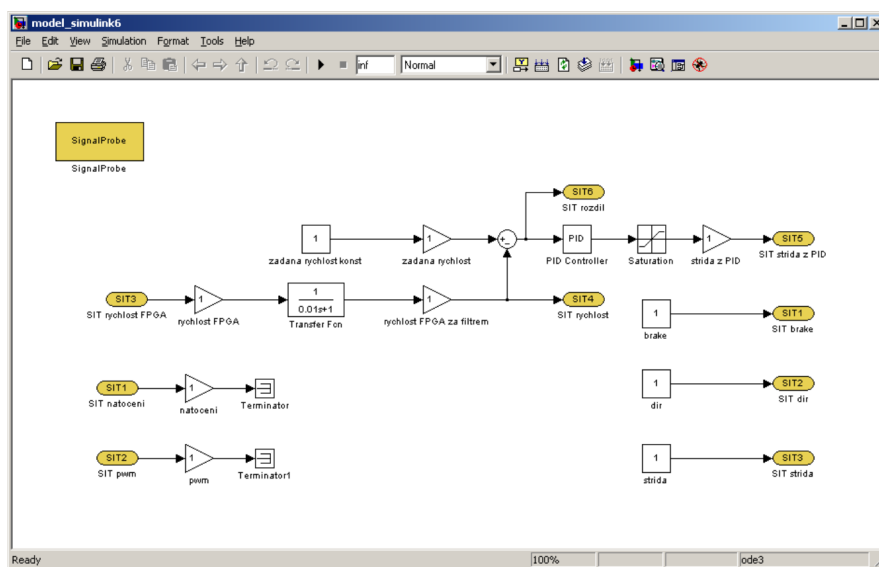 model_simulink6
File Edit View Simulation Format Tools Help
inf Normal
SignalProbe
SignalProbe
SIT6
SIT rozdil
1
zadana rychlost konst
1
zadana rychlost
+
-
PID
PID Controller
Saturation
1
strida z PID
SIT5
SIT strida z PID
SIT3
SIT rychlost FPGA
1
rychlost FPGA
1
0.01s+1
Transfer Fcn
1
rychlost FPGA za filtrem
SIT4
SIT rychlost
1
brake
SIT1
SIT brake
SIT1
SIT natoceni
1
natoceni
Terminator
1
dir
SIT2
SIT dir
SIT2
SIT pwm
1
pwm
Terminator1
1
strida
SIT3
SIT strida
Ready 100% ode3